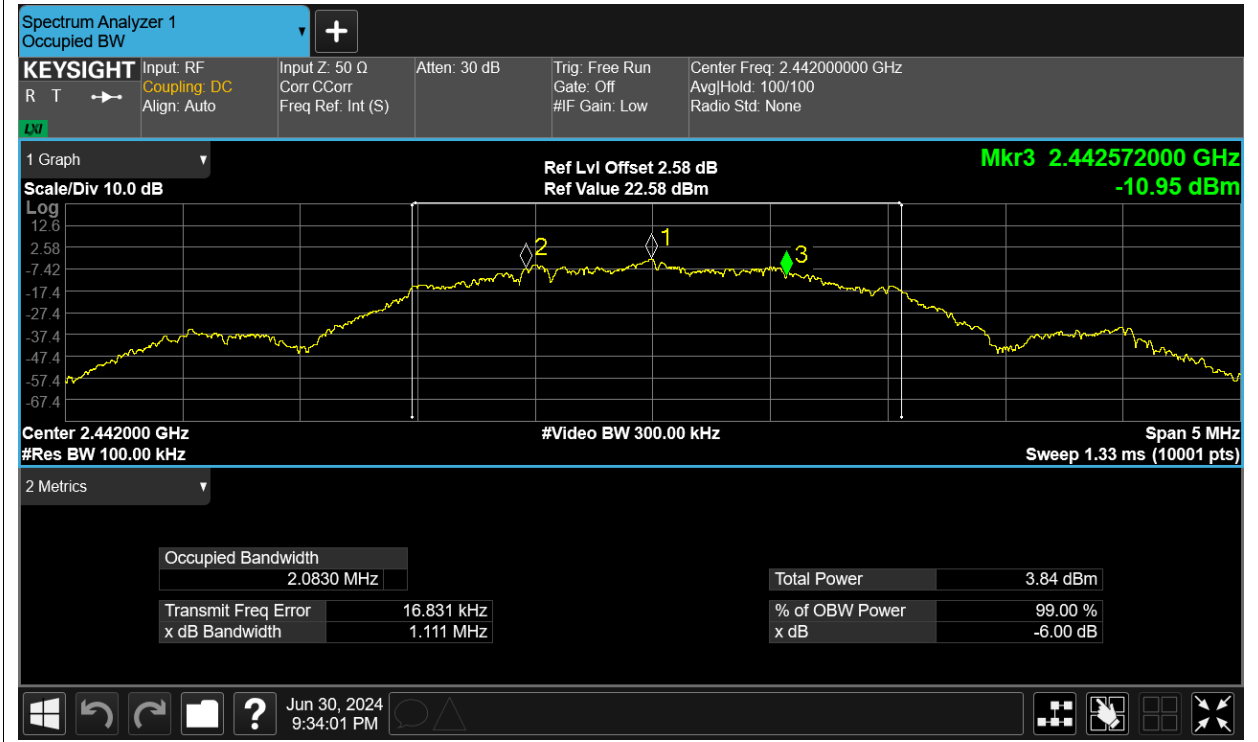 Spectrum Analyzer 1
Occupied BW
KEYSIGHT
R T
LXI
Input: RF
Coupling: DC
Align: Auto
Input Z: 50 Ω
Corr CCorr
Freq Ref: Int (S)
Atten: 30 dB
Trig: Free Run
Gate: Off
#IF Gain: Low
Center Freq: 2.442000000 GHz
Avg|Hold: 100/100
Radio Std: None
1 Graph
Scale/Div 10.0 dB
Ref Lvl Offset 2.58 dB
Ref Value 22.58 dBm
Mkr3 2.442572000 GHz
-10.95 dBm
Log
12.6
2.58
-7.42
-17.4
-27.4
-37.4
-47.4
-57.4
-67.4
2
1
3
Center 2.442000 GHz
#Video BW 300.00 kHz
Span 5 MHz
#Res BW 100.00 kHz
Sweep 1.33 ms (10001 pts)
2 Metrics
Occupied Bandwidth
2.0830 MHz
Total Power 3.84 dBm
Transmit Freq Error 16.831 kHz
% of OBW Power 99.00 %
x dB Bandwidth 1.111 MHz
x dB -6.00 dB
?
Jun 30, 2024
9:34:01 PM